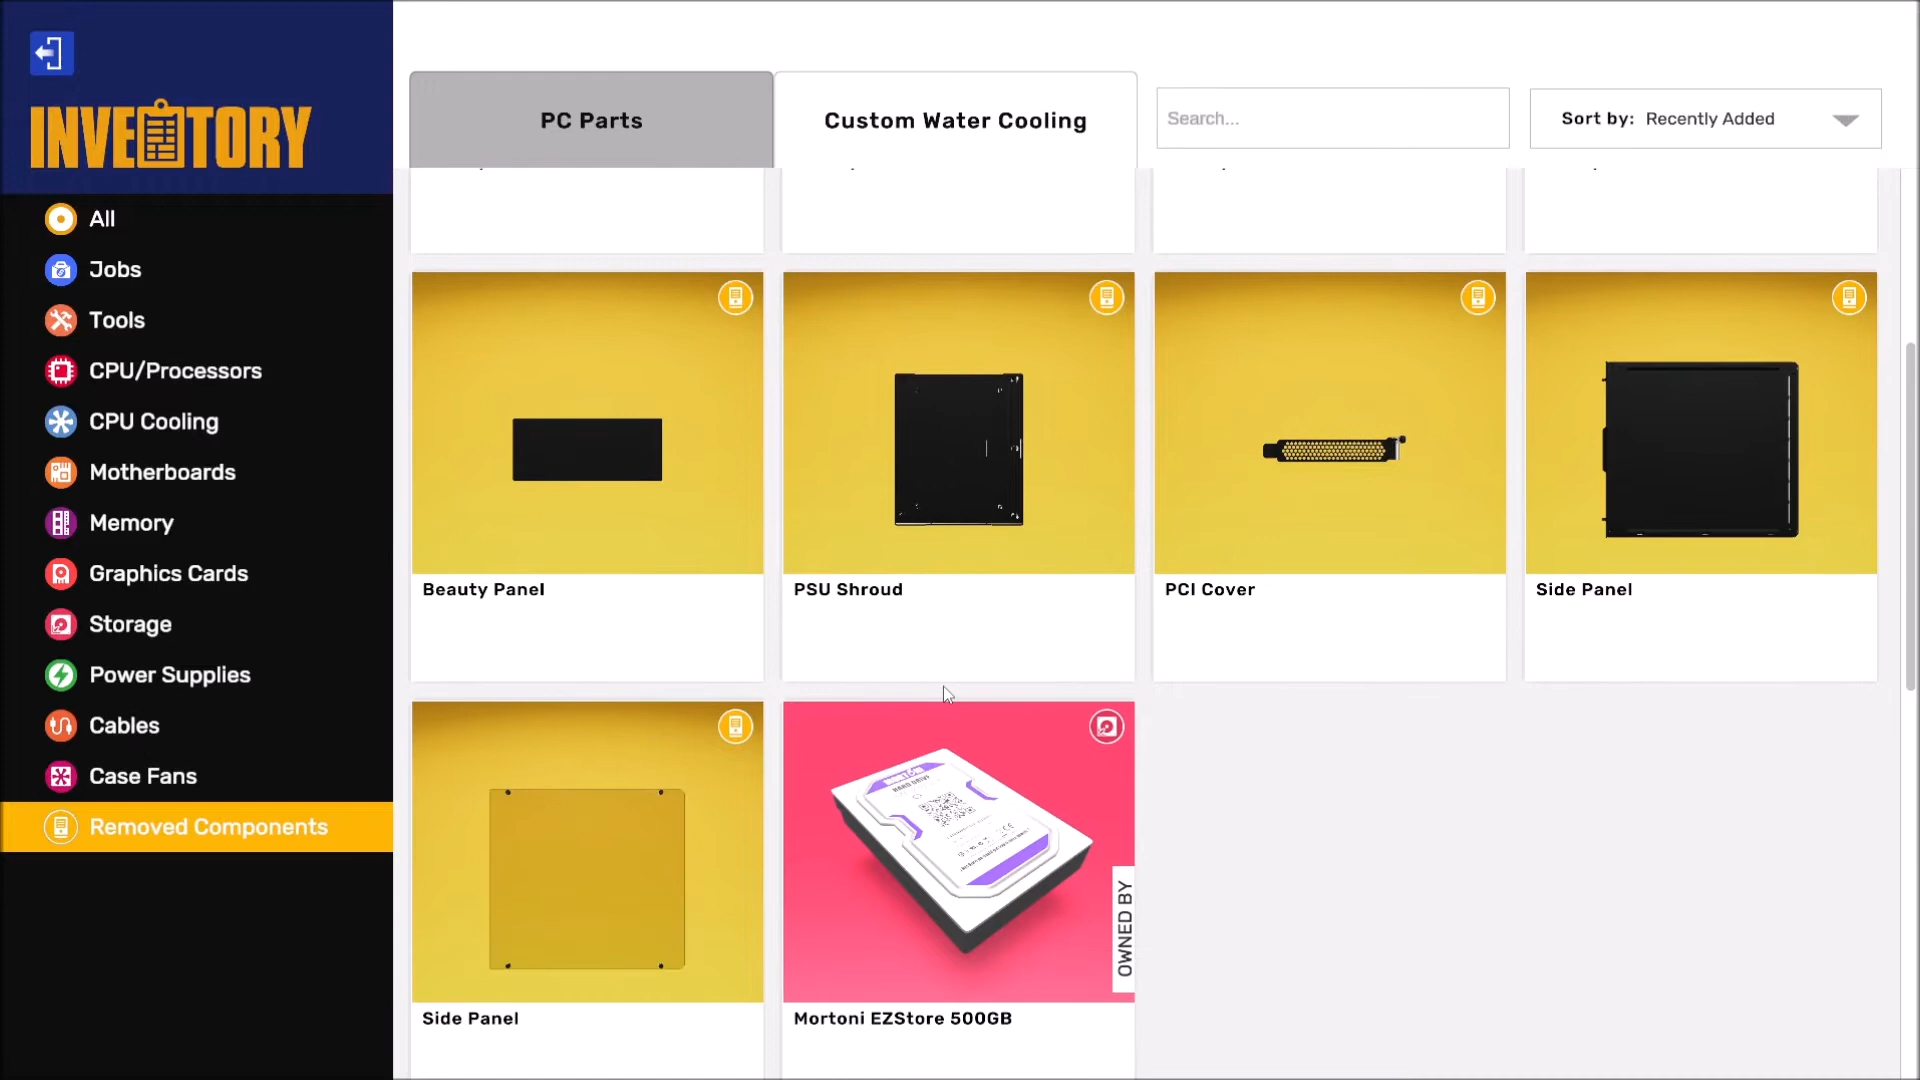 INVENTORY
PC Parts
Custom Water Cooling
Search...
Sort by: Recently Added
All
Jobs
Tools
CPU/Processors
CPU Cooling
Motherboards
Memory
Graphics Cards
Storage
Power Supplies
Cables
Case Fans
Removed Components
Beauty Panel
PSU Shroud
PCI Cover
Side Panel
HARD DRIVE
OWNED BY
Side Panel
Mortoni EZStore 500GB